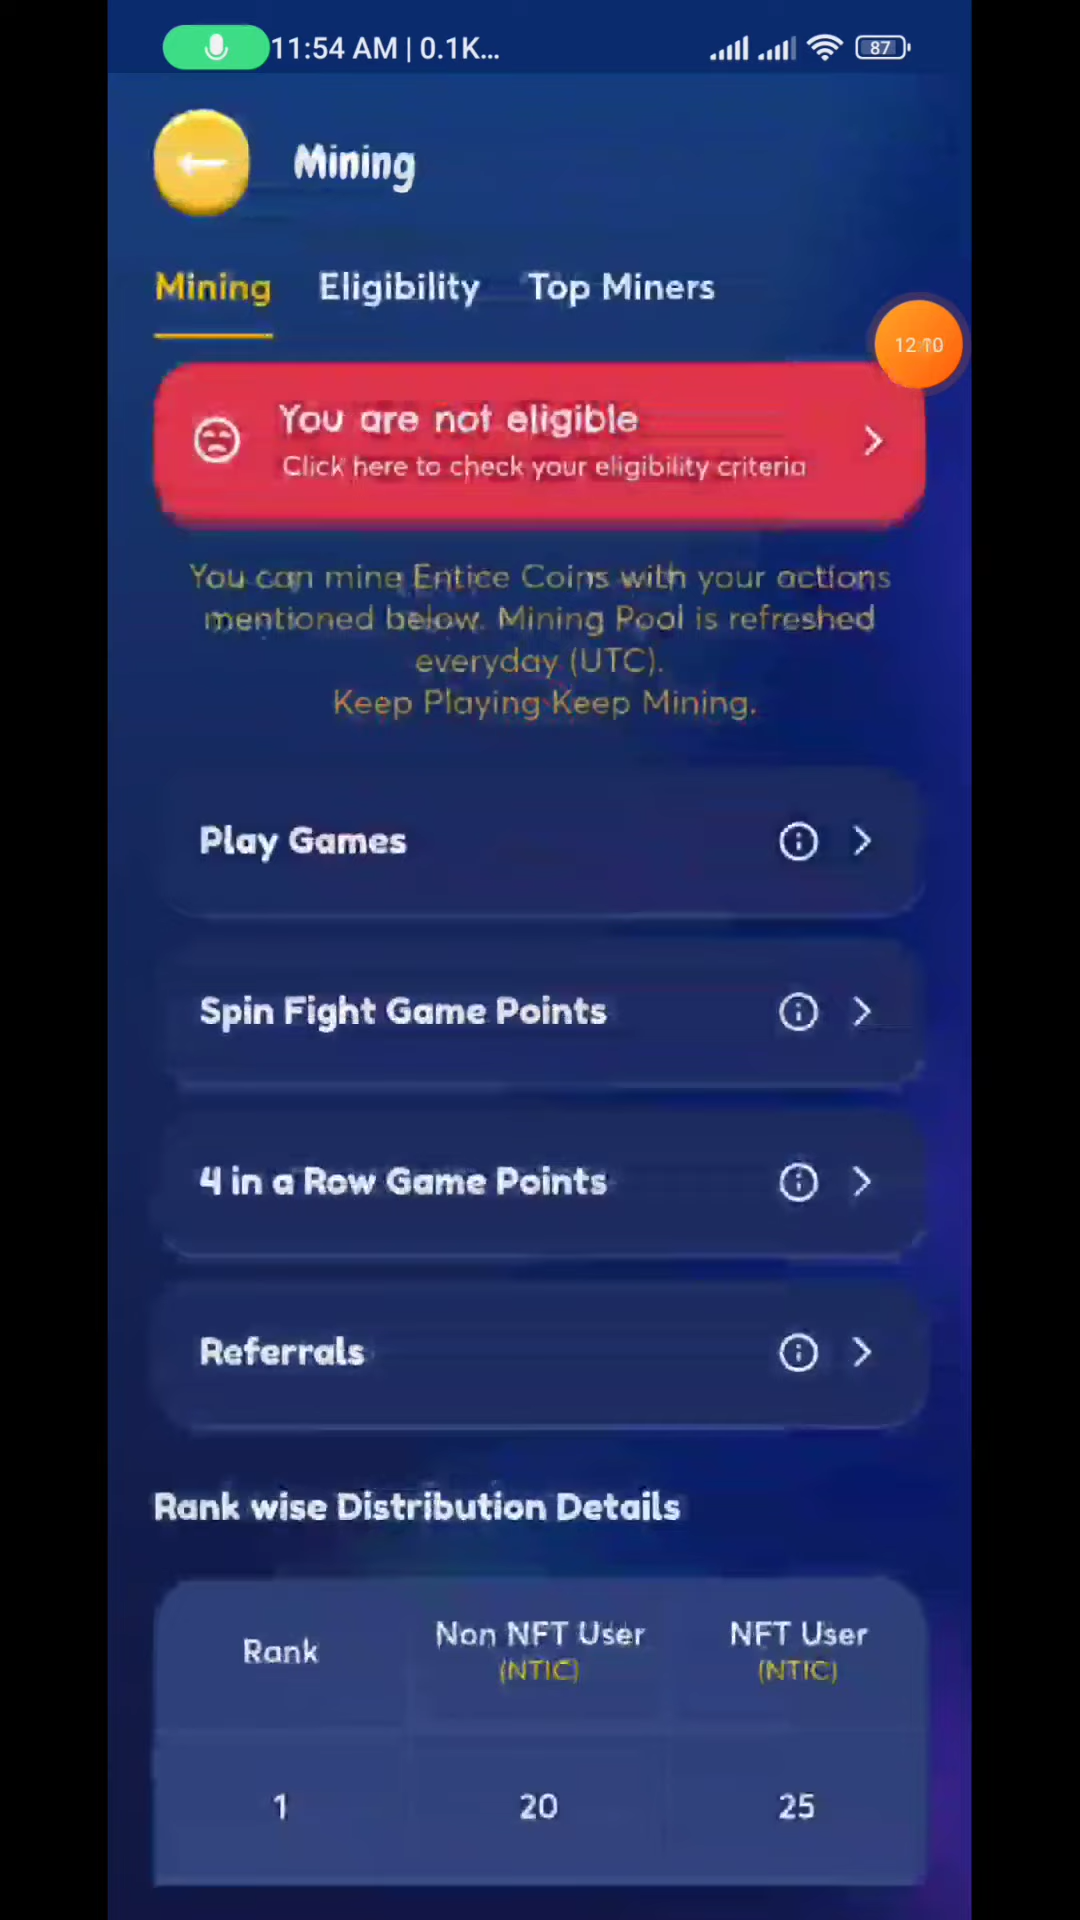 11:54 AM | 0.1K...
87
Mining
Mining Eligibility Top Miners
12:10
You are not eligible
Click here to check your eligibility criteria
You can mine Entice Coins with your actions
mentioned below. Mining Pool is refreshed
everyday (UTC).
Keep Playing Keep Mining.
Play Games
Spin Fight Game Points
4 in a Row Game Points
Referrals
Rank wise Distribution Details
Rank Non NFT User NFT User
(NTIC) (NTIC)
1 20 25